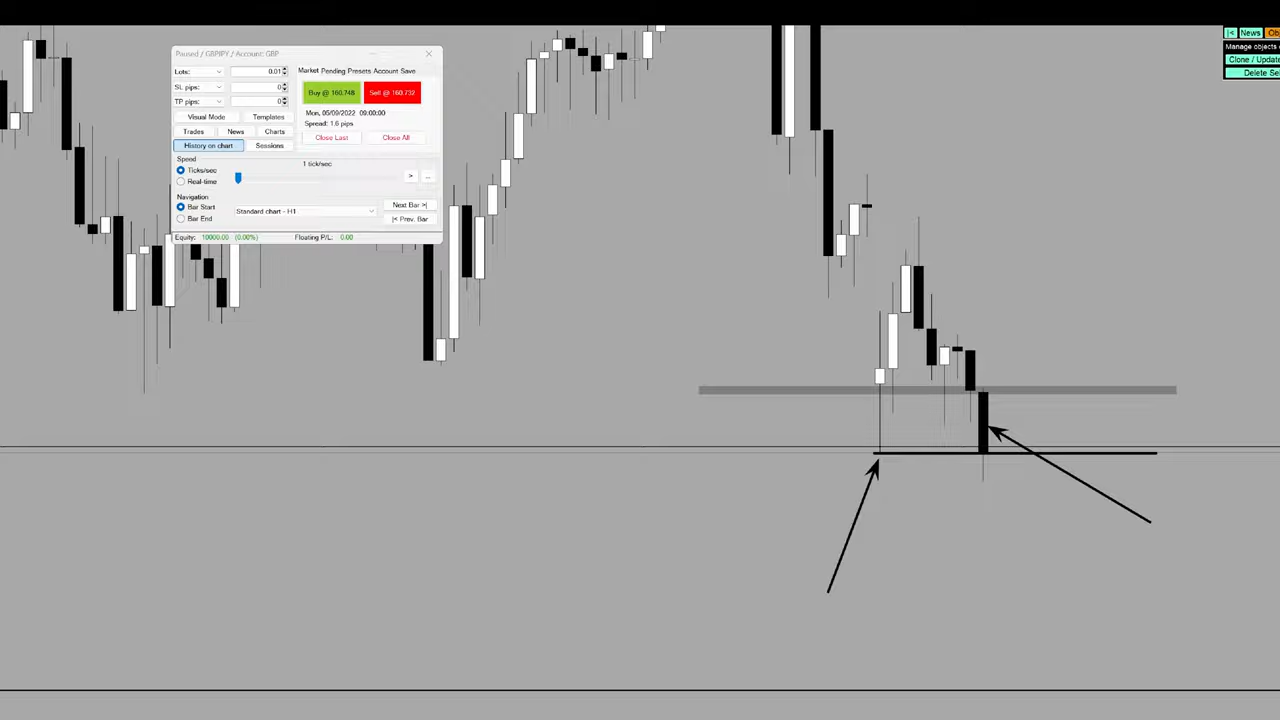 Paused / GBPJPY / Account: GBP
Lots: 0.01
SL pips: 0
TP pips: 0
Visual Mode Templates
Trades News Charts
History on chart Sessions
Market Pending Presets Account Save
Buy @ 160.748 Sell @ 160.732
Mon, 05/09/2022 09:00:00
Spread: 1.6 pips
Close Last Close All
Speed
1 tick/sec
Ticks/sec
Real-time
> ...
Navigation
Bar Start
Bar End
Standard chart - H1
Next Bar >|
|< Prev. Bar
Equity: 10000.00 (0.00%) Floating P/L: 0.00
|< News Obj
Manage objects
Clone / Update
Delete Sel